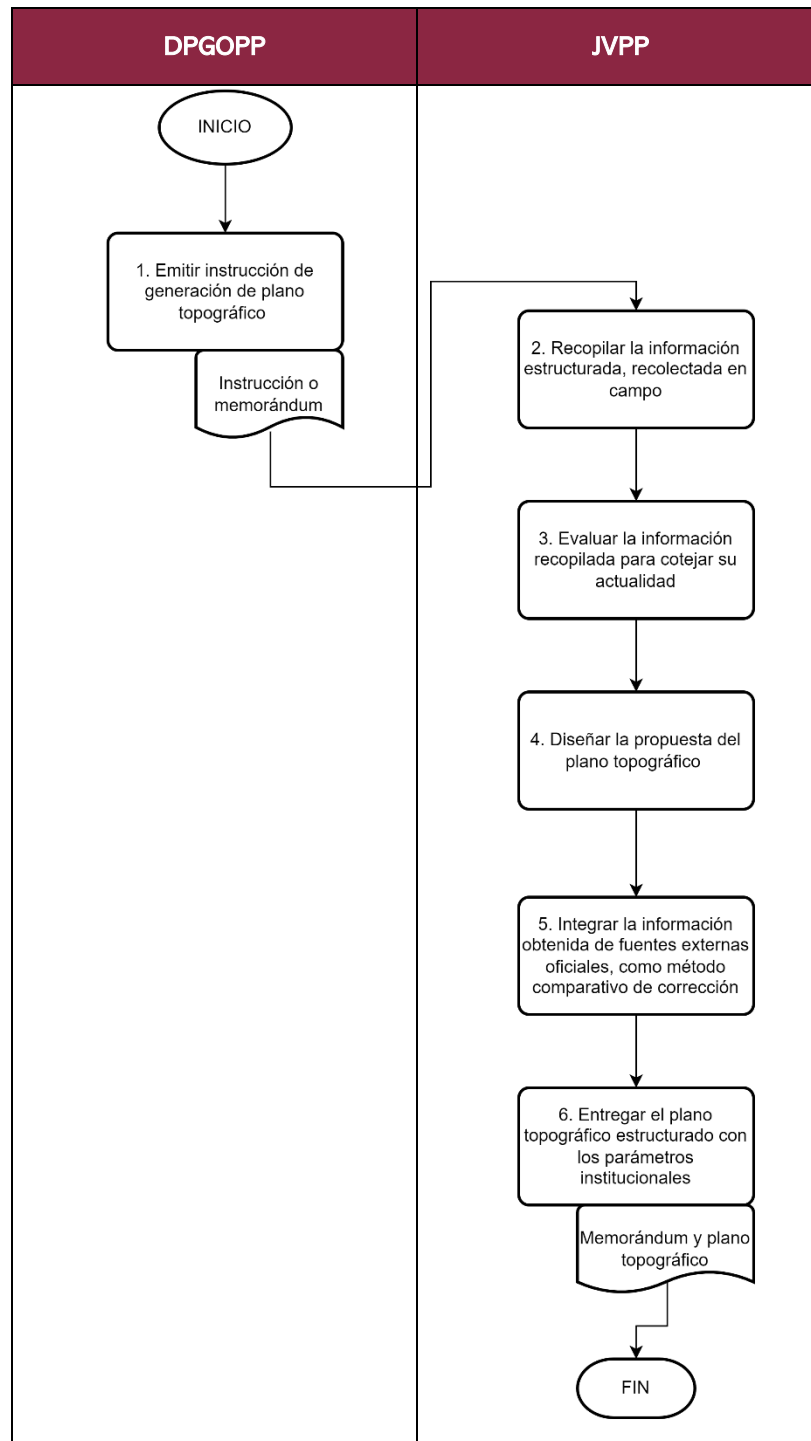 DPGOPP
JVPP
INICIO
1. Emitir instrucción de
generación de plano
topográfico
Instrucción o
memorándum
2. Recopilar la información
estructurada, recolectada en
campo
3. Evaluar la información
recopilada para cotejar su
actualidad
4. Diseñar la propuesta del
plano topográfico
5. Integrar la información
obtenida de fuentes externas
oficiales, como método
comparativo de corrección
6. Entregar el plano
topográfico estructurado con
los parámetros
institucionales
Memorándum y plano
topográfico
FIN